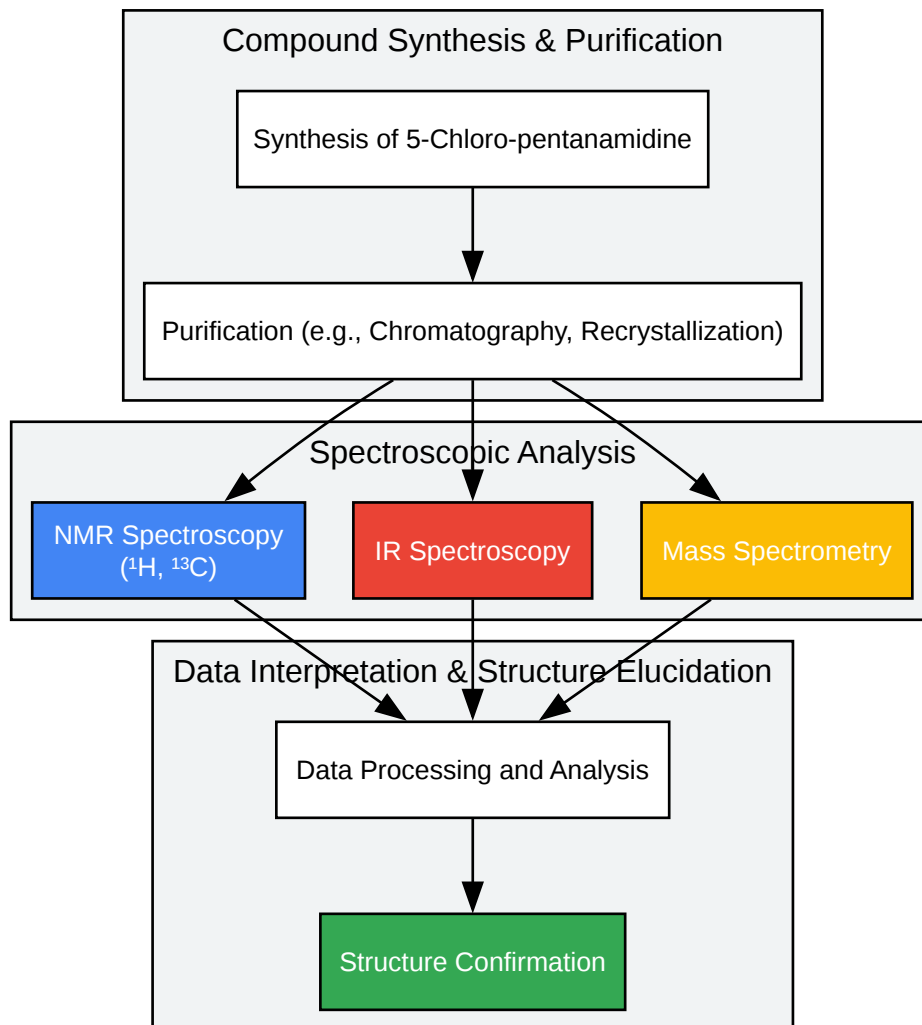 Compound Synthesis & Purification
Synthesis of 5-Chloro-pentanamidine
Purification (e.g., Chromatography, Recrystallization)
Spectroscopic Analysis
NMR Spectroscopy
(¹H, ¹³C)
IR Spectroscopy
Mass Spectrometry
Data Interpretation & Structure Elucidation
Data Processing and Analysis
Structure Confirmation